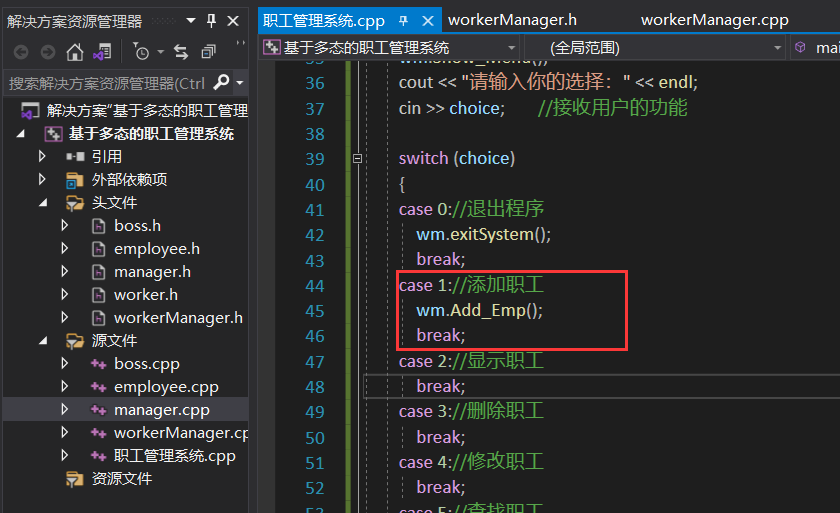 解决方案资源管理器
搜索解决方案资源管理器(Ctrl
解决方案"基于多态的职工管理
基于多态的职工管理系统
引用
外部依赖项
头文件
boss.h
employee.h
manager.h
worker.h
workerManager.h
源文件
boss.cpp
employee.cpp
manager.cpp
workerManager.cp
职工管理系统.cpp
资源文件
职工管理系统.cpp workerManager.h workerManager.cpp
基于多态的职工管理系统 (全局范围) mai
35 wm.Show_Menu();
36 cout << "请输入你的选择：" << endl;
37 cin >> choice; //接收用户的功能
38
39 switch (choice)
40 {
41 case 0://退出程序
42 wm.exitSystem();
43 break;
44 case 1://添加职工
45 wm.Add_Emp();
46 break;
47 case 2://显示职工
48 break;
49 case 3://删除职工
50 break;
51 case 4://修改职工
52 break;
53 case 5://查找职工